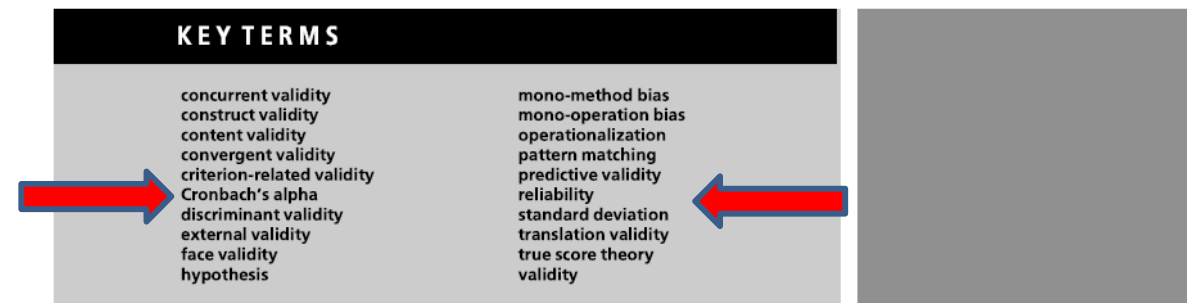 KEY TERMS
concurrent validity
construct validity
content validity
convergent validity
criterion-related validity
Cronbach's alpha
discriminant validity
external validity
face validity
hypothesis
mono-method bias
mono-operation bias
operationalization
pattern matching
predictive validity
reliability
standard deviation
translation validity
true score theory
validity